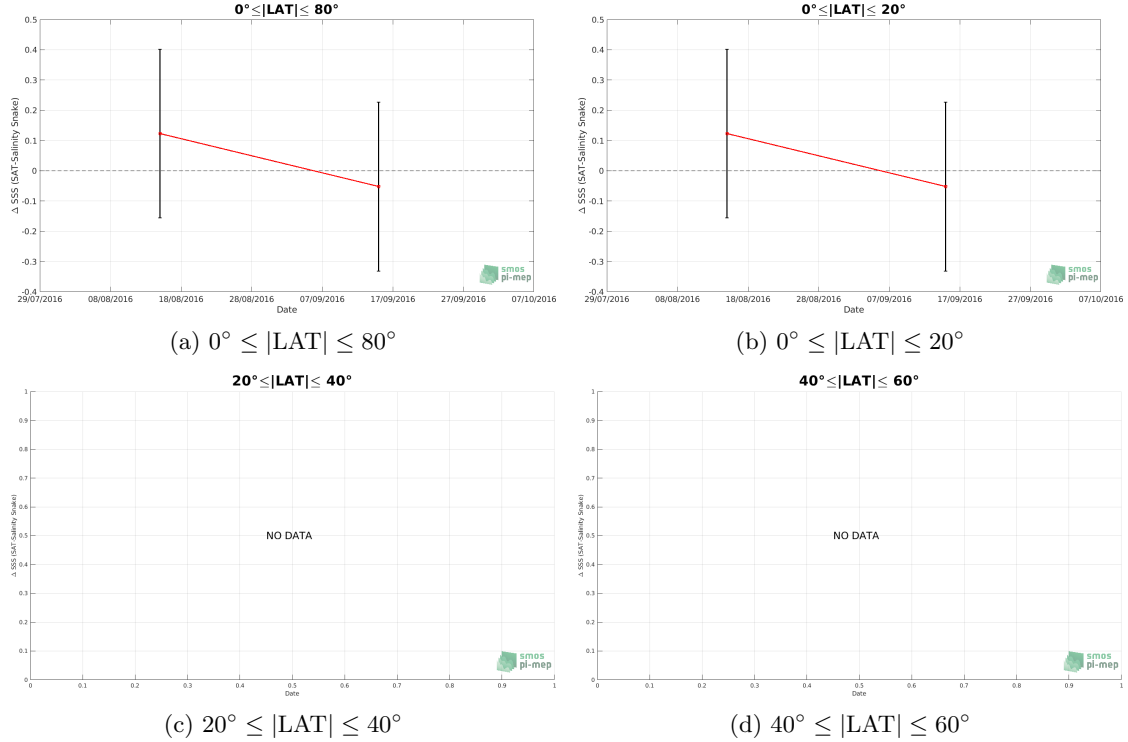 0°≤|LAT|≤ 80°
0.5
0.4
0.3
0.2
0.1
0
-0.1
-0.2
-0.3
-0.4
Δ SSS (SAT-Salinity Snake)
29/07/2016 08/08/2016 18/08/2016 28/08/2016 07/09/2016 17/09/2016 27/09/2016 07/10/2016
Date
smos
pi-mep
(a) 0° ≤ |LAT| ≤ 80°
0°≤|LAT|≤ 20°
0.5
0.4
0.3
0.2
0.1
0
-0.1
-0.2
-0.3
-0.4
Δ SSS (SAT-Salinity Snake)
29/07/2016 08/08/2016 18/08/2016 28/08/2016 07/09/2016 17/09/2016 27/09/2016 07/10/2016
Date
smos
pi-mep
(b) 0° ≤ |LAT| ≤ 20°
20°≤|LAT|≤ 40°
1
0.9
0.8
0.7
0.6
0.5
0.4
0.3
0.2
0.1
0
Δ SSS (SAT-Salinity Snake)
NO DATA
0 0.1 0.2 0.3 0.4 0.5 0.6 0.7 0.8 0.9 1
Date
smos
pi-mep
(c) 20° ≤ |LAT| ≤ 40°
40°≤|LAT|≤ 60°
1
0.9
0.8
0.7
0.6
0.5
0.4
0.3
0.2
0.1
0
Δ SSS (SAT-Salinity Snake)
NO DATA
0 0.1 0.2 0.3 0.4 0.5 0.6 0.7 0.8 0.9 1
Date
smos
pi-mep
(d) 40° ≤ |LAT| ≤ 60°